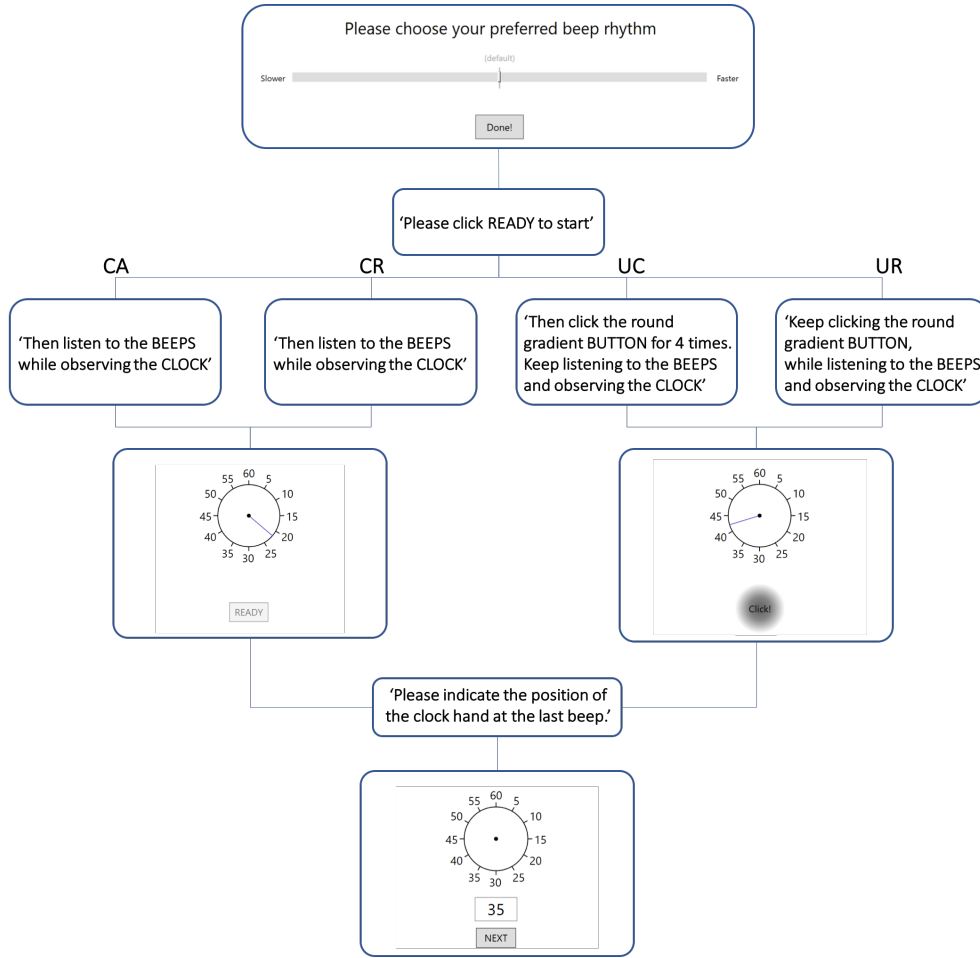 Please choose your preferred beep rhythm
(default)
Slower
Faster
Done!
‘Please click READY to start’
CA
CR
UC
UR
‘Then listen to the BEEPS
while observing the CLOCK’
‘Then listen to the BEEPS
while observing the CLOCK’
‘Then click the round
gradient BUTTON for 4 times.
Keep listening to the BEEPS
and observing the CLOCK’
‘Keep clicking the round
gradient BUTTON,
while listening to the BEEPS
and observing the CLOCK’
60
5
10
15
20
25
30
35
40
45
50
55
READY
60
5
10
15
20
25
30
35
40
45
50
55
Click!
‘Please indicate the position of
the clock hand at the last beep.’
60
5
10
15
20
25
30
35
40
45
50
55
35
NEXT